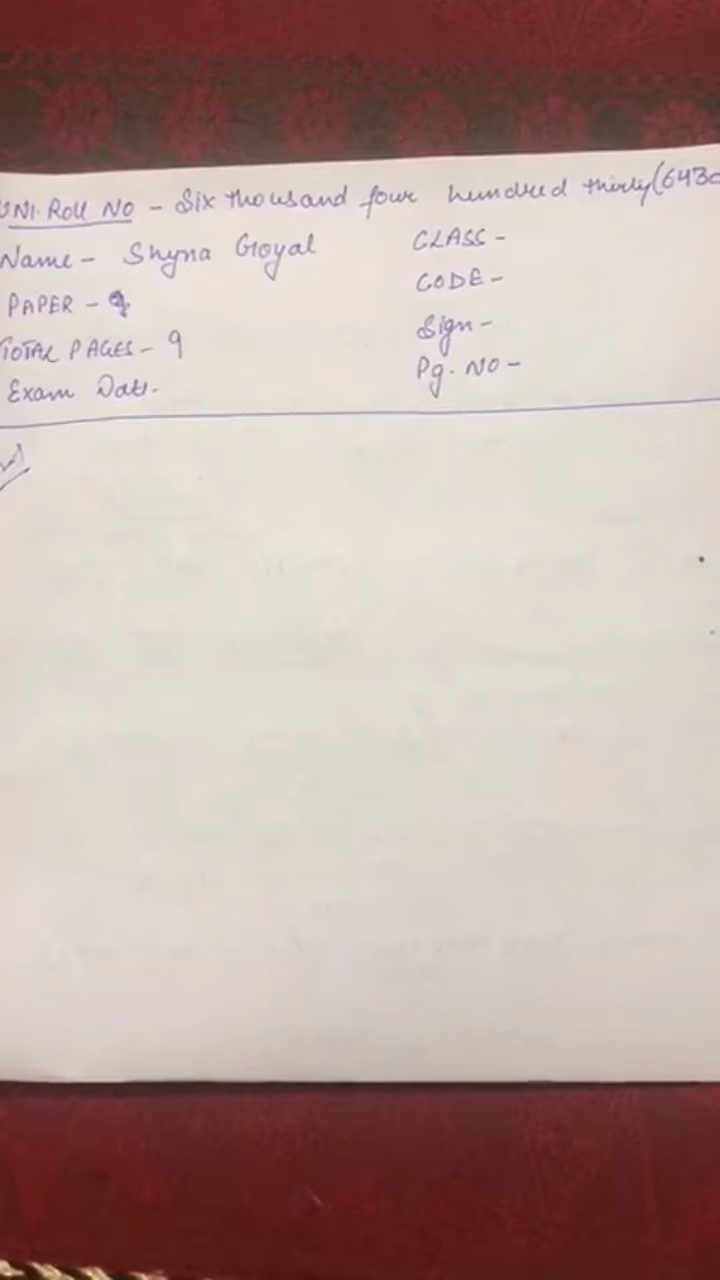 UNI. Roll NO - Six thousand four hundred thirty (6430
Name - Shyna Goyal
CLASS -
CODE -
PAPER -
Sign -
TOTAL PAGES - 9
Pg. NO -
Exam Date.